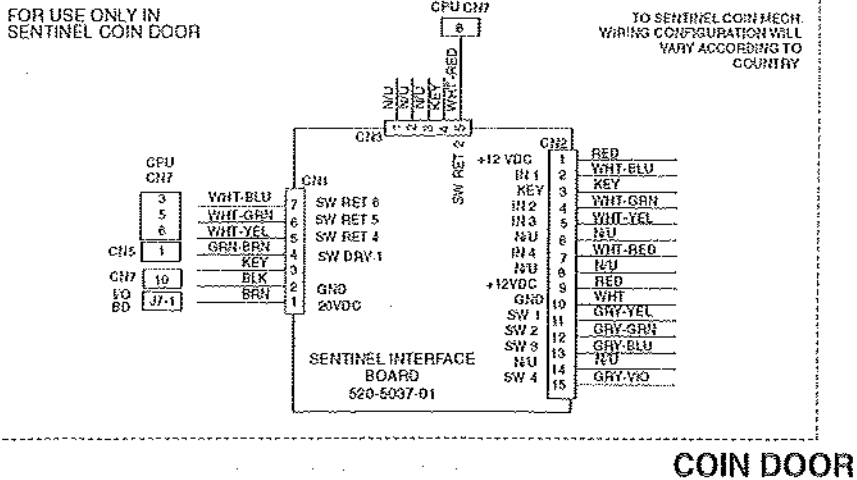 FOR USE ONLY IN
SENTINEL COIN DOOR
CPU CN7
8
TO SENTINEL COIN MECH.
WIRING CONFIGURATION WILL
VARY ACCORDING TO
COUNTRY
N/U
N/U
N/U
KEY
WHT-RED
CN3
1 2 3 4 5
SW RET 2
CPU
CN7
3
5
6
CN5 1
CN7 10
I/O
BD J7-1
CN1
WHT-BLU 7 SW RET 6
WHT-GRN 6 SW RET 5
WHT-YEL 5 SW RET 4
GRN-BRN 4 SW DRV-1
KEY 3
BLK 2 GND
BRN 1 20VDC
SENTINEL INTERFACE
BOARD
520-5037-01
CN2
+12 VDC 1 RED
IN 1 2 WHT-BLU
KEY 3 KEY
IN 2 4 WHT-GRN
IN 3 5 WHT-YEL
N/U 6 N/U
IN 4 7 WHT-RED
N/U 8 N/U
+12VDC 9 RED
GND 10 WHT
SW 1 11 GRY-YEL
SW 2 12 GRY-GRN
SW 3 13 GRY-BLU
N/U 14 N/U
SW 4 15 GRY-VIO
COIN DOOR